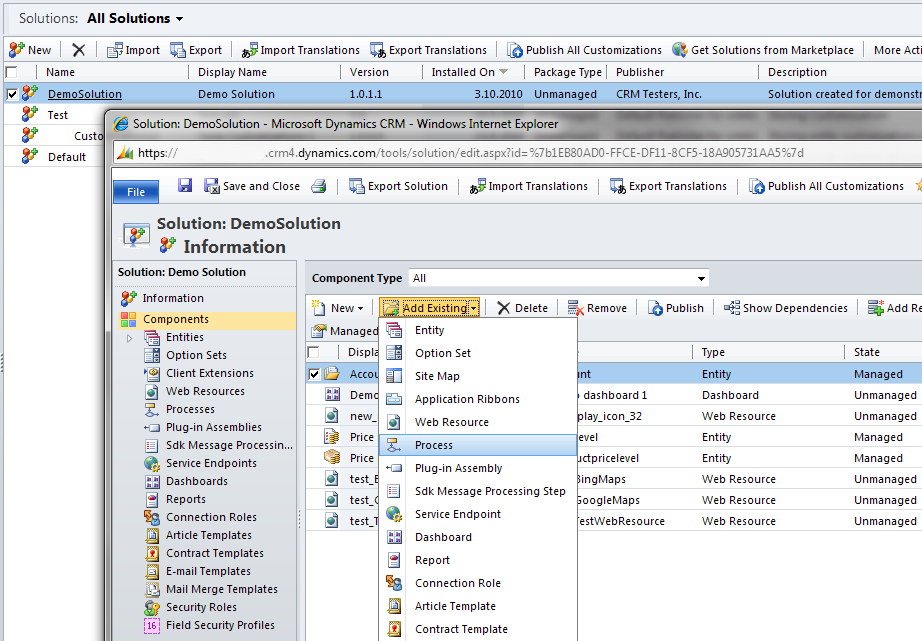 Solutions: All Solutions
New Import Export Import Translations Export Translations Publish All Customizations Get Solutions from Marketplace More Acti
Name Display Name Version Installed On Package Type Publisher Description
DemoSolution Demo Solution 1.0.1.1 3.10.2010 Unmanaged CRM Testers, Inc. Solution created for demonstr
Test
Custo
Default
Solution: DemoSolution - Microsoft Dynamics CRM - Windows Internet Explorer
https:// .crm4.dynamics.com/tools/solution/edit.aspx?id=%7b1EB80AD0-FFCE-DF11-8CF5-18A905731AA5%7d
File Save and Close Export Solution Import Translations Export Translations Publish All Customizations
Solution: DemoSolution
Information
Solution: Demo Solution
Information
Components
Entities
Option Sets
Client Extensions
Web Resources
Processes
Plug-in Assemblies
Sdk Message Processin...
Service Endpoints
Dashboards
Reports
Connection Roles
Article Templates
Contract Templates
E-mail Templates
Mail Merge Templates
Security Roles
16 Field Security Profiles
Component Type All
New Add Existing Delete Remove Publish Show Dependencies Add Re
Managed
Displa Type State
Accou unt Entity Managed
Demo o dashboard 1 Dashboard Unmanaged
new_ play_icon_32 Web Resource Unmanaged
Price level Entity Managed
Price uctpricelevel Entity Managed
test_B BingMaps Web Resource Unmanaged
test_G GoogleMaps Web Resource Unmanaged
test_T TestWebResource Web Resource Unmanaged
Entity
Option Set
Site Map
Application Ribbons
Web Resource
Process
Plug-in Assembly
Sdk Message Processing Step
Service Endpoint
Dashboard
Report
Connection Role
Article Template
Contract Template